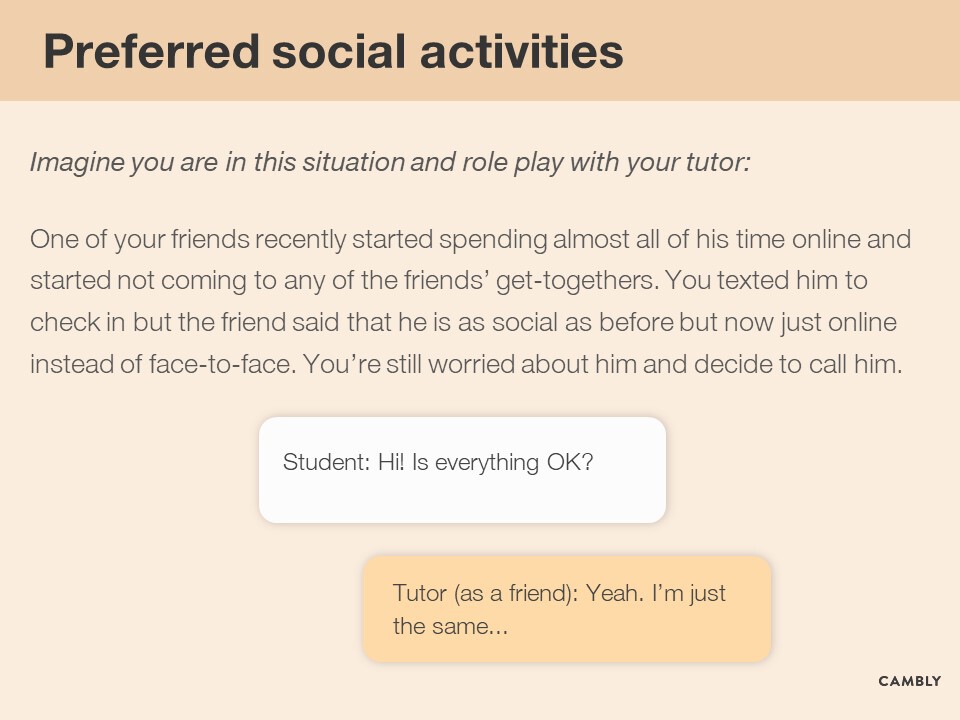 Preferred social activities
Imagine you are in this situation and role play with your tutor:
One of your friends recently started spending almost all of his time online and
started not coming to any of the friends’ get-togethers. You texted him to
check in but the friend said that he is as social as before but now just online
instead of face-to-face. You’re still worried about him and decide to call him.
Student: Hi! Is everything OK?
Tutor (as a friend): Yeah. I’m just
the same...
CAMBLY